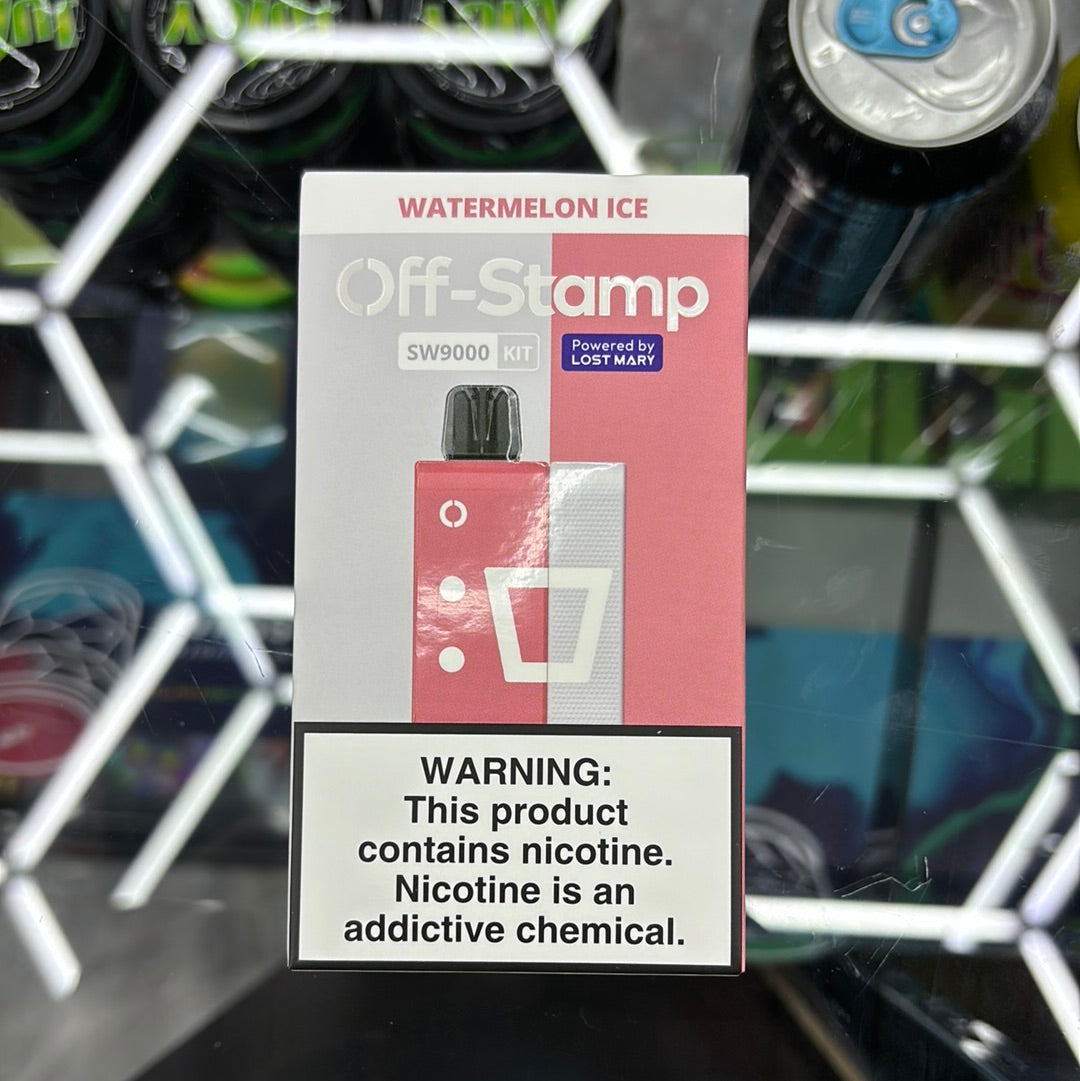 WATERMELON ICE
Off-Stamp
SW9000 KIT
Powered by
LOST MARY
WARNING:
This product
contains nicotine.
Nicotine is an
addictive chemical.